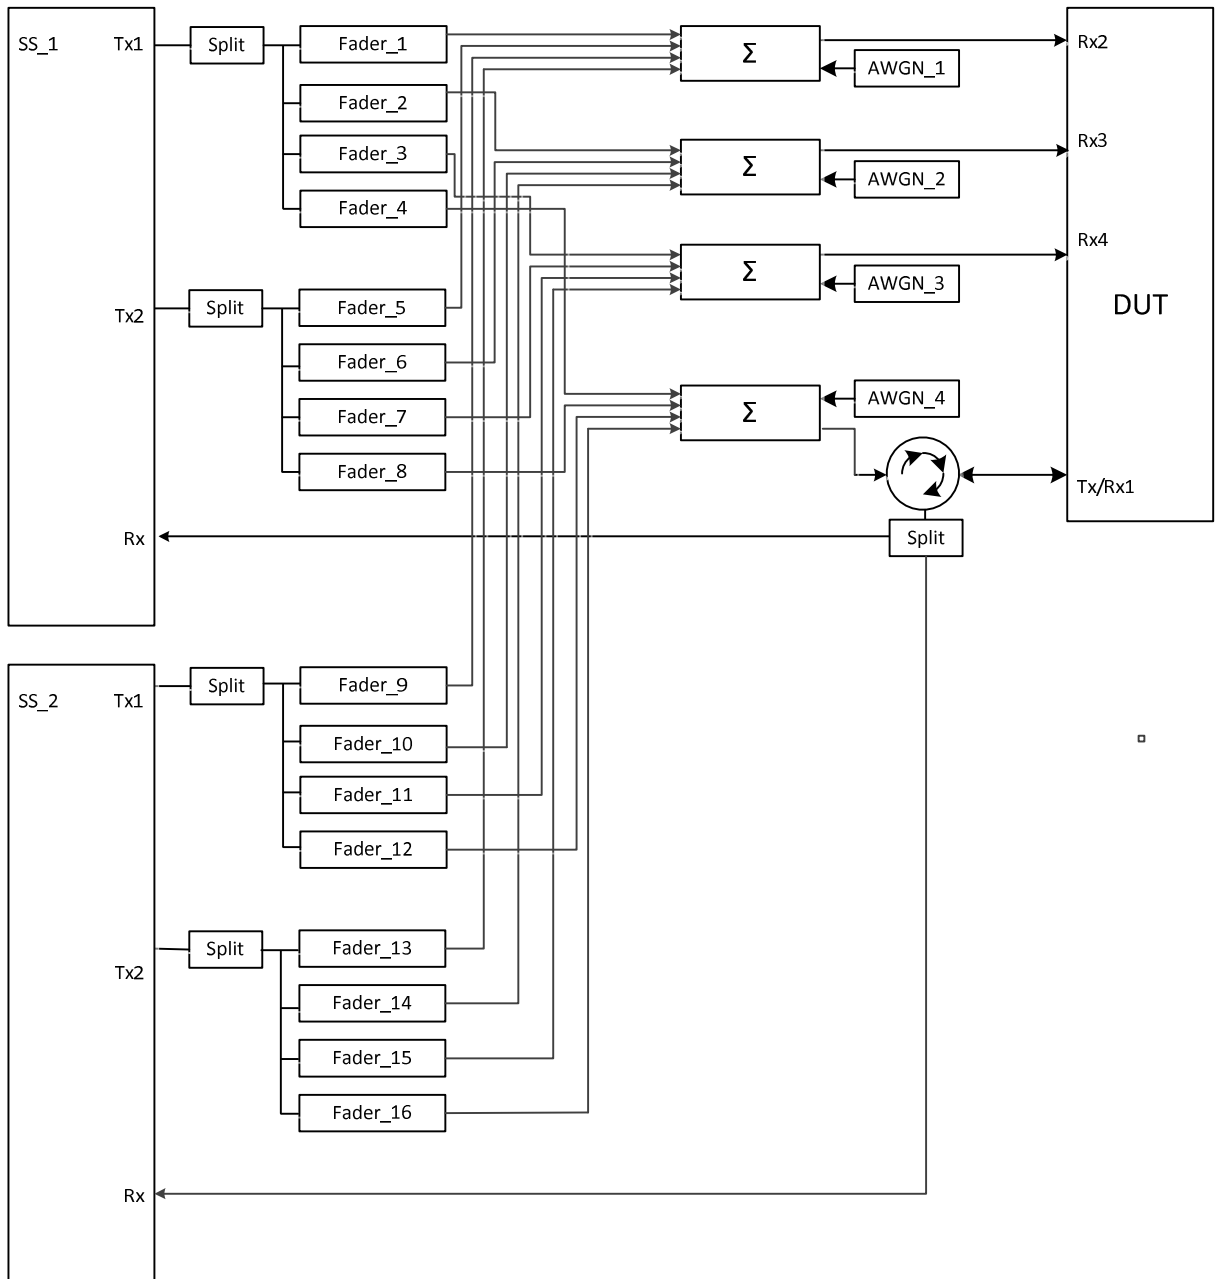 SS_1
Tx1
Split
Fader_1
Σ
Rx2
AWGN_1
Fader_2
Fader_3
Σ
Rx3
AWGN_2
Fader_4
Σ
Rx4
AWGN_3
Tx2
Split
Fader_5
DUT
Fader_6
Fader_7
Σ
AWGN_4
Fader_8
Tx/Rx1
Rx
Split
SS_2
Tx1
Split
Fader_9
Fader_10
Fader_11
Fader_12
Tx2
Split
Fader_13
Fader_14
Fader_15
Fader_16
Rx